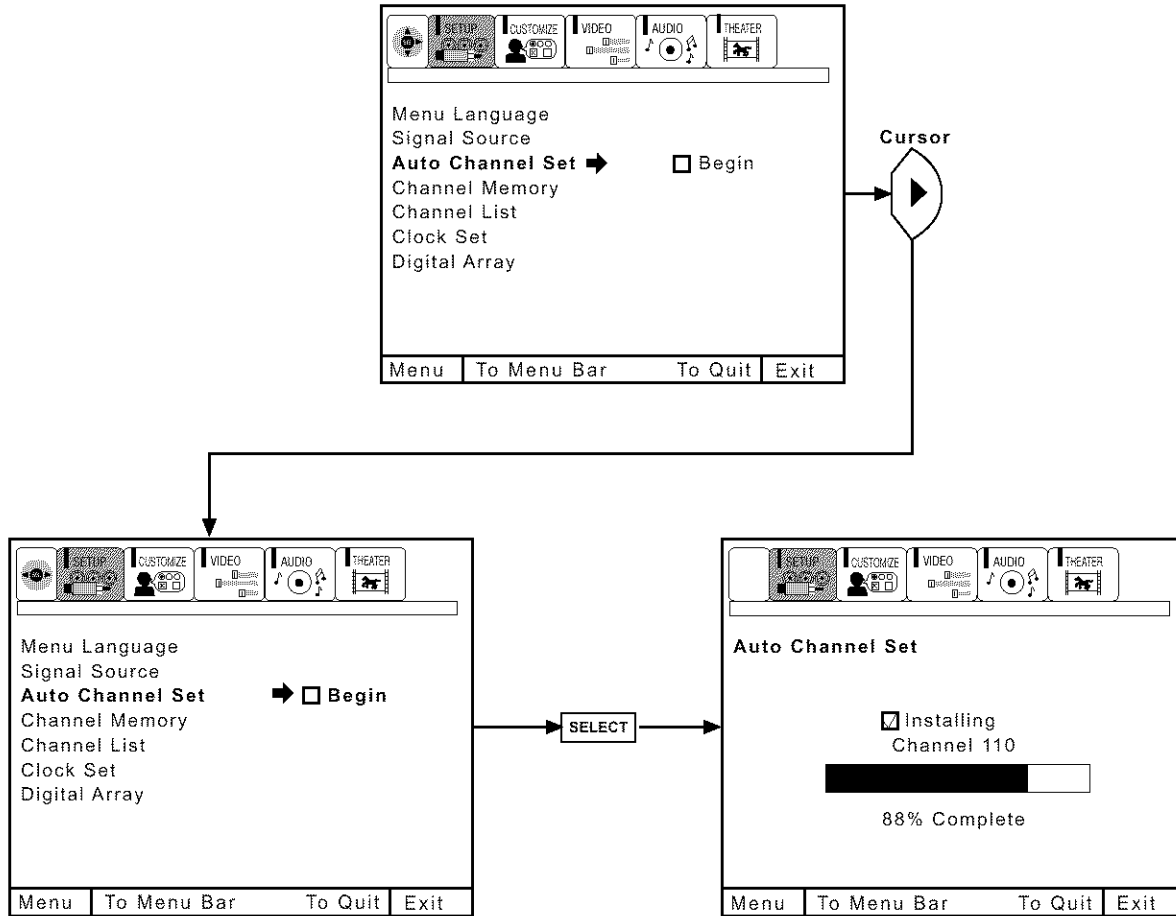 SETUP CUSTOMIZE VIDEO AUDIO THEATER
Menu Language
Signal Source
Auto Channel Set Begin
Channel Memory
Channel List
Clock Set
Digital Array
Menu To Menu Bar To Quit Exit
Cursor
SETUP CUSTOMIZE VIDEO AUDIO THEATER
Menu Language
Signal Source
Auto Channel Set Begin
Channel Memory
Channel List
Clock Set
Digital Array
Menu To Menu Bar To Quit Exit
SELECT
SETUP CUSTOMIZE VIDEO AUDIO THEATER
Auto Channel Set
Installing
Channel 110
88% Complete
Menu To Menu Bar To Quit Exit